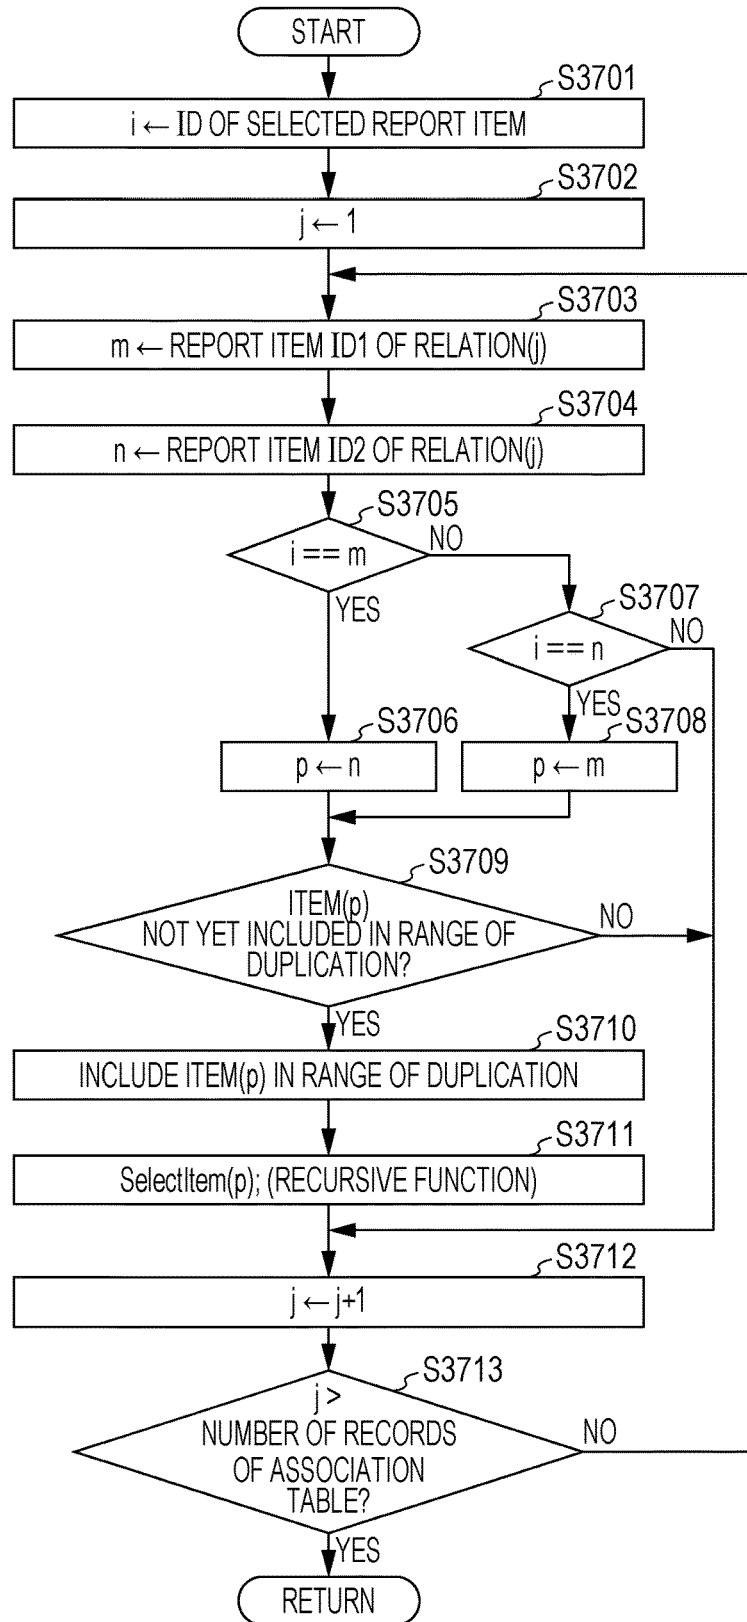 START
S3701
i ← ID OF SELECTED REPORT ITEM
S3702
j ← 1
S3703
m ← REPORT ITEM ID1 OF RELATION(j)
S3704
n ← REPORT ITEM ID2 OF RELATION(j)
S3705
i == m
NO
YES
S3707
i == n
NO
YES
S3706
p ← n
S3708
p ← m
S3709
ITEM(p)
NOT YET INCLUDED IN RANGE OF
DUPLICATION?
NO
YES
S3710
INCLUDE ITEM(p) IN RANGE OF DUPLICATION
S3711
SelectItem(p); (RECURSIVE FUNCTION)
S3712
j ← j+1
S3713
j >
NUMBER OF RECORDS
OF ASSOCIATION
TABLE?
NO
YES
RETURN